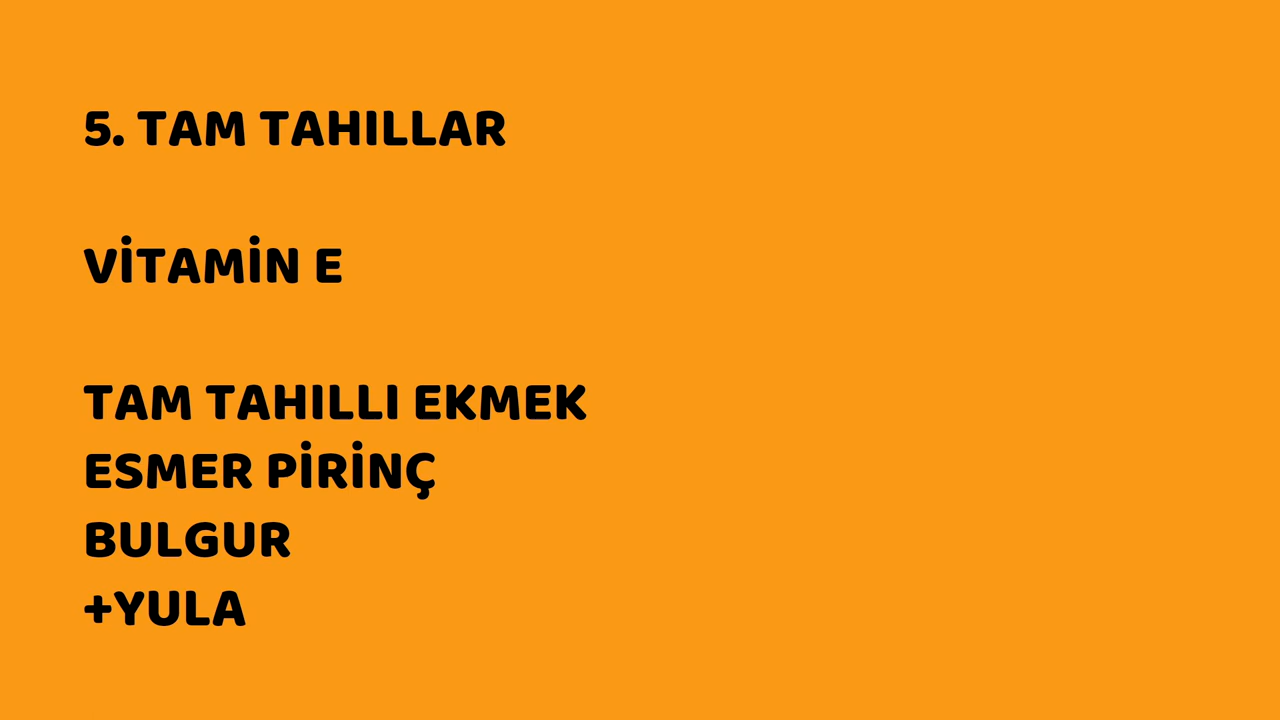 5. TAM TAHILLAR
VİTAMİN E
TAM TAHILLI EKMEK
ESMER PİRİNÇ
BULGUR
+YULA